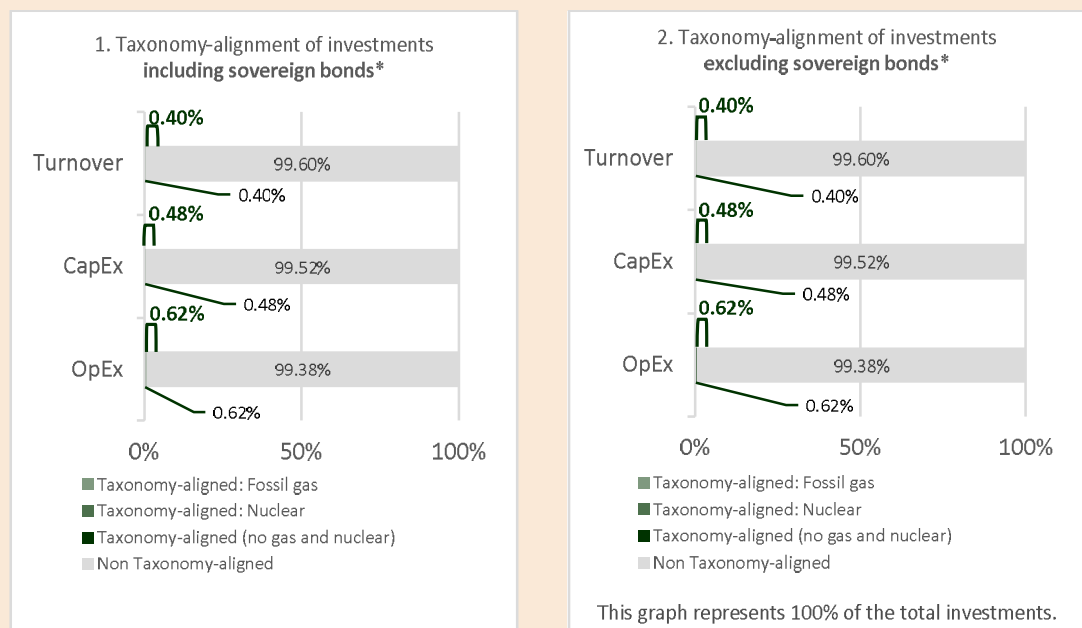 1. Taxonomy-alignment of investments
including sovereign bonds*
0.40%
Turnover
99.60%
0.40%
0.48%
CapEx
99.52%
0.48%
0.62%
OpEx
99.38%
0.62%
0% 50% 100%
Taxonomy-aligned: Fossil gas
Taxonomy-aligned: Nuclear
Taxonomy-aligned (no gas and nuclear)
Non Taxonomy-aligned
2. Taxonomy-alignment of investments
excluding sovereign bonds*
0.40%
Turnover
99.60%
0.40%
0.48%
CapEx
99.52%
0.48%
0.62%
OpEx
99.38%
0.62%
0% 50% 100%
Taxonomy-aligned: Fossil gas
Taxonomy-aligned: Nuclear
Taxonomy-aligned (no gas and nuclear)
Non Taxonomy-aligned
This graph represents 100% of the total investments.